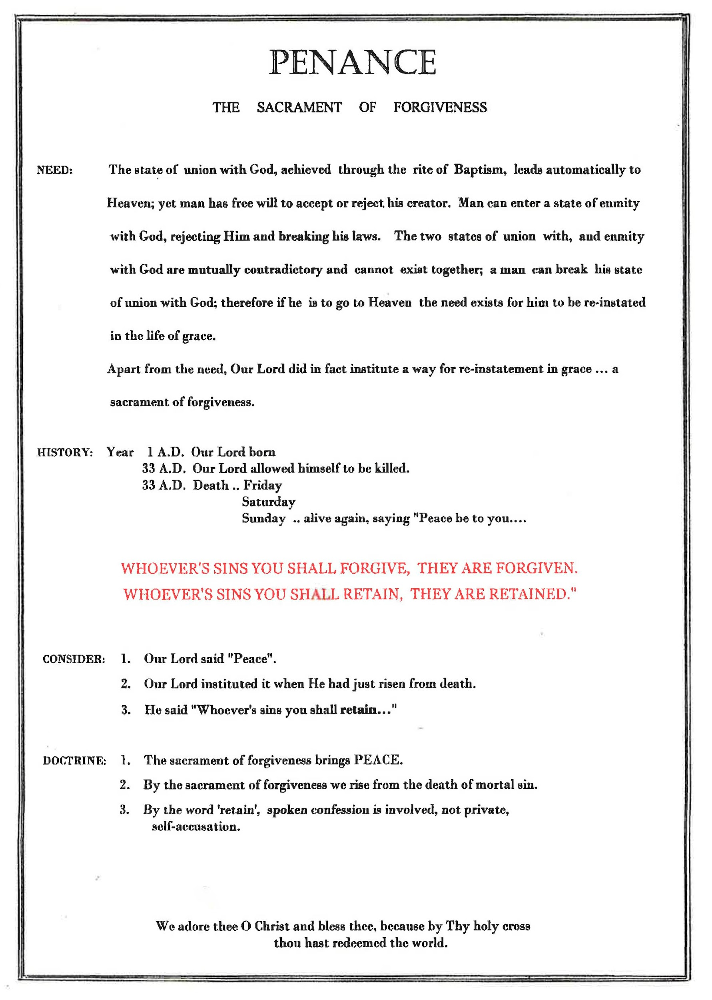 PENANCE
THE SACRAMENT OF FORGIVENESS
NEED: The state of union with God, achieved through the rite of Baptism, leads automatically to
Heaven; yet man has free will to accept or reject his creator. Man can enter a state of enmity
with God, rejecting Him and breaking his laws. The two states of union with, and enmity
with God are mutually contradictory and cannot exist together; a man can break his state
of union with God; therefore if he is to go to Heaven the need exists for him to be re-instated
in the life of grace.
Apart from the need, Our Lord did in fact institute a way for re-instatement in grace ... a
sacrament of forgiveness.
HISTORY: Year 1 A.D. Our Lord born
33 A.D. Our Lord allowed himself to be killed.
33 A.D. Death .. Friday
Saturday
Sunday .. alive again, saying "Peace be to you....
WHOEVER'S SINS YOU SHALL FORGIVE, THEY ARE FORGIVEN.
WHOEVER'S SINS YOU SHALL RETAIN, THEY ARE RETAINED."
CONSIDER: 1. Our Lord said "Peace".
2. Our Lord instituted it when He had just risen from death.
3. He said "Whoever's sins you shall retain..."
DOCTRINE: 1. The sacrament of forgiveness brings PEACE.
2. By the sacrament of forgiveness we rise from the death of mortal sin.
3. By the word 'retain', spoken confession is involved, not private,
self-accusation.
We adore thee O Christ and bless thee, because by Thy holy cross
thou hast redeemed the world.